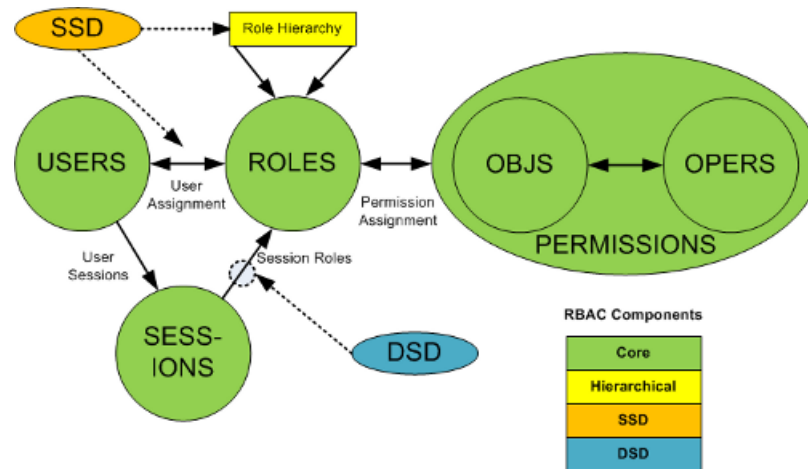 SSD
Role Hierarchy
USERS
ROLES
OBJS
OPERS
User
Assignment
Permission
Assignment
PERMISSIONS
User
Sessions
Session Roles
SESS-
IONS
DSD
RBAC Components
Core
Hierarchical
SSD
DSD